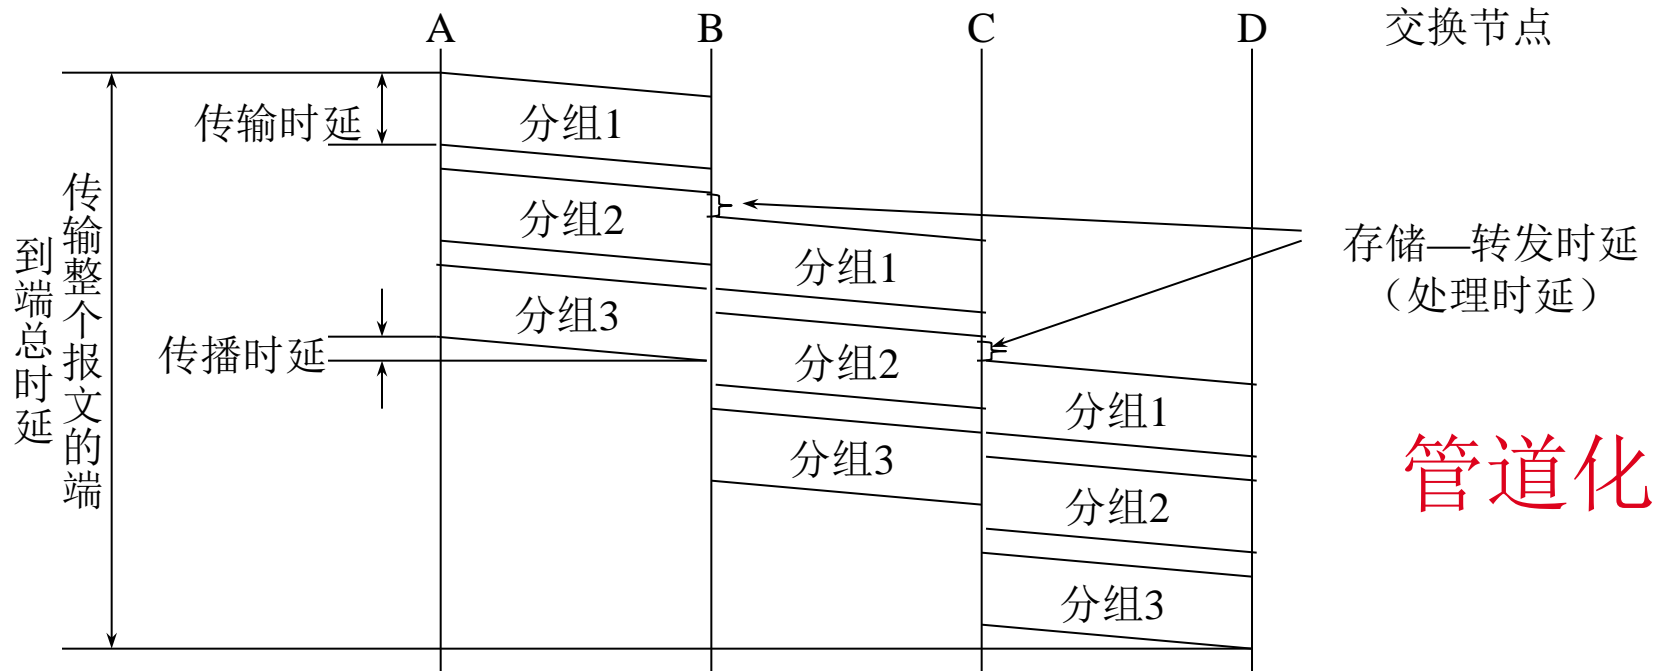 A
B
C
D
交换节点
传输时延
分组1
传输整个报文的端
到端总时延
分组2
存储—转发时延
（处理时延）
分组1
分组3
传播时延
分组2
分组1
分组3
管道化
分组2
分组3